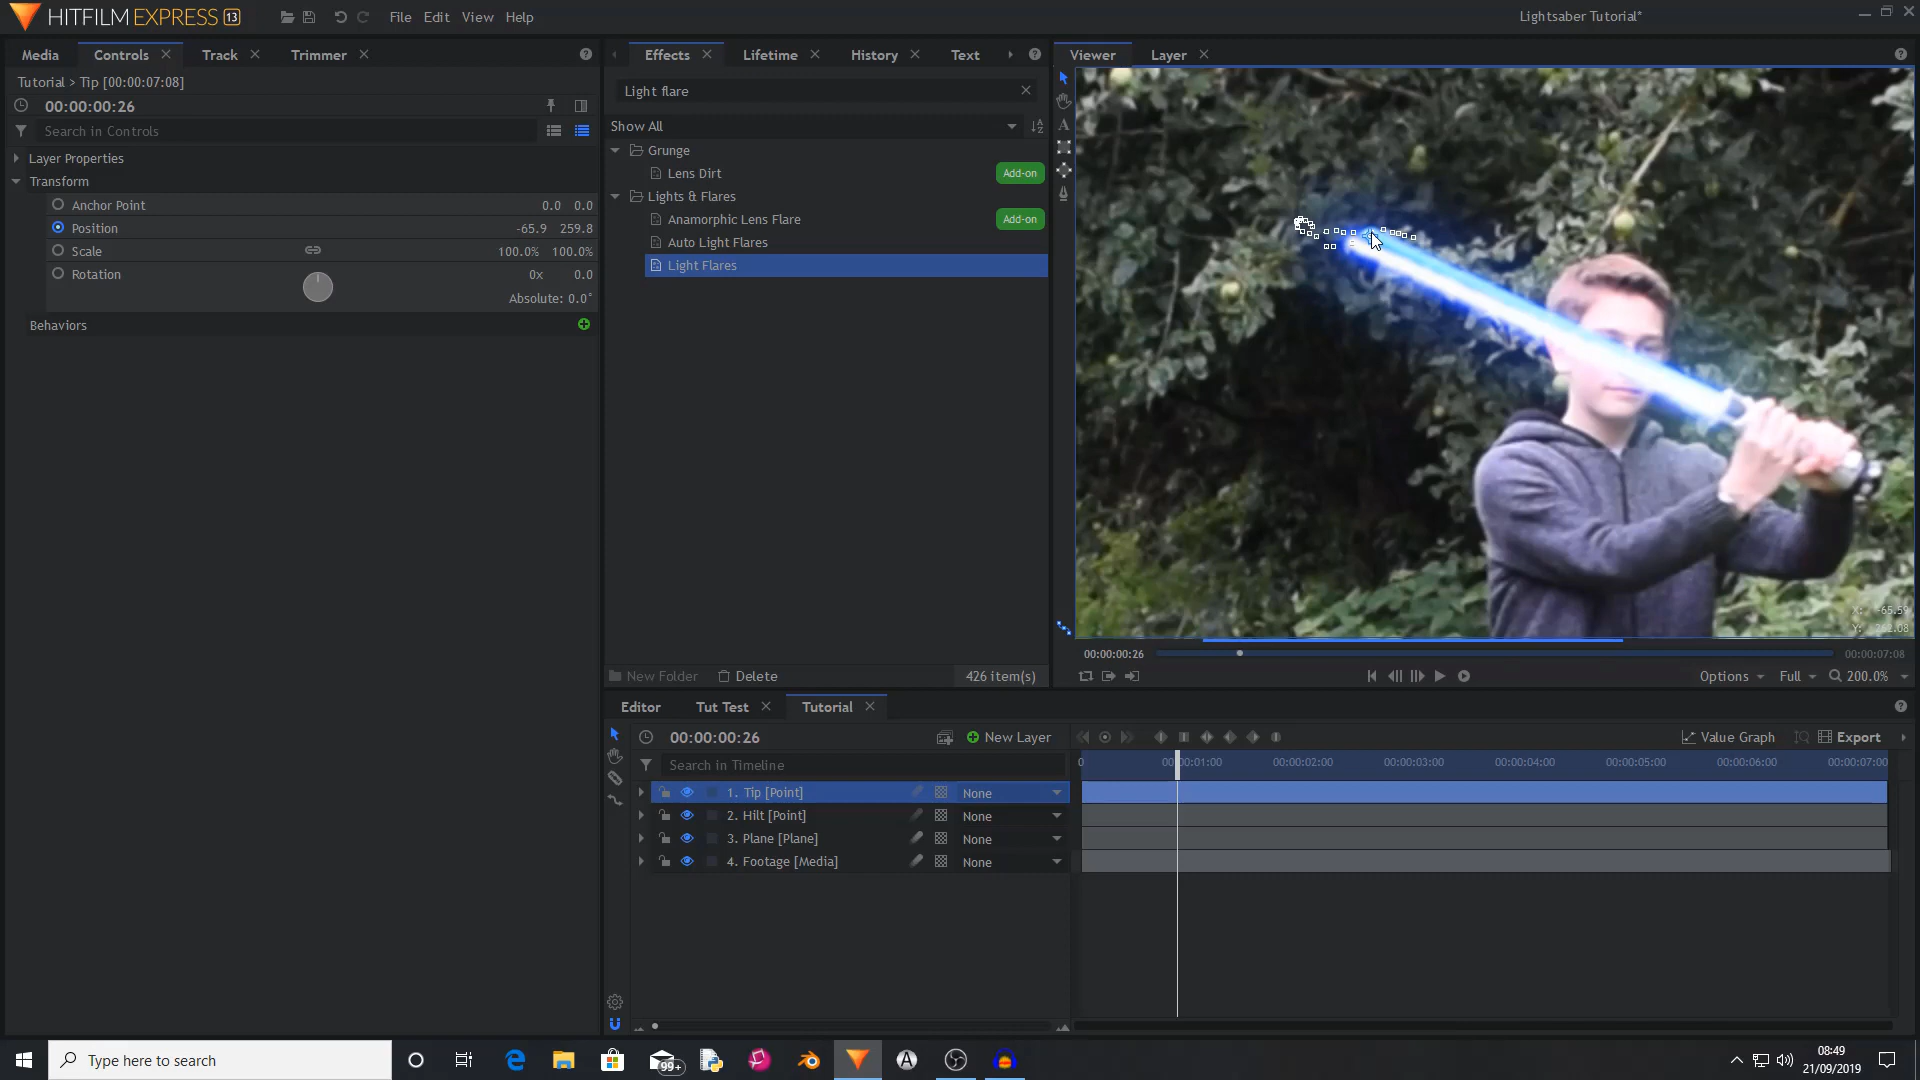 HITFILM EXPRESS 13
File Edit View Help
Lightsaber Tutorial*
Media Controls Track Trimmer
Tutorial > Tip [00:00:07:08]
00:00:00:26
Search in Controls
Layer Properties
Transform
Anchor Point 0.0 0.0
Position -65.9 259.8
Scale 100.0% 100.0%
Rotation 0x 0.0
Absolute: 0.0°
Behaviors
Effects Lifetime History Text
Light flare
Show All
Grunge
Lens Dirt Add-on
Lights & Flares
Anamorphic Lens Flare Add-on
Auto Light Flares
Light Flares
New Folder Delete 426 item(s)
Viewer Layer
X: -65.59
Y: 262.08
00:00:00:26 00:00:07:08
Options Full 200.0%
Editor Tut Test Tutorial
00:00:00:26 New Layer Value Graph Export
Search in Timeline
0 00:00:01:00 00:00:02:00 00:00:03:00 00:00:04:00 00:00:05:00 00:00:06:00 00:00:07:00
1. Tip [Point] None
2. Hilt [Point] None
3. Plane [Plane] None
4. Footage [Media] None
Type here to search
99+
08:49
21/09/2019